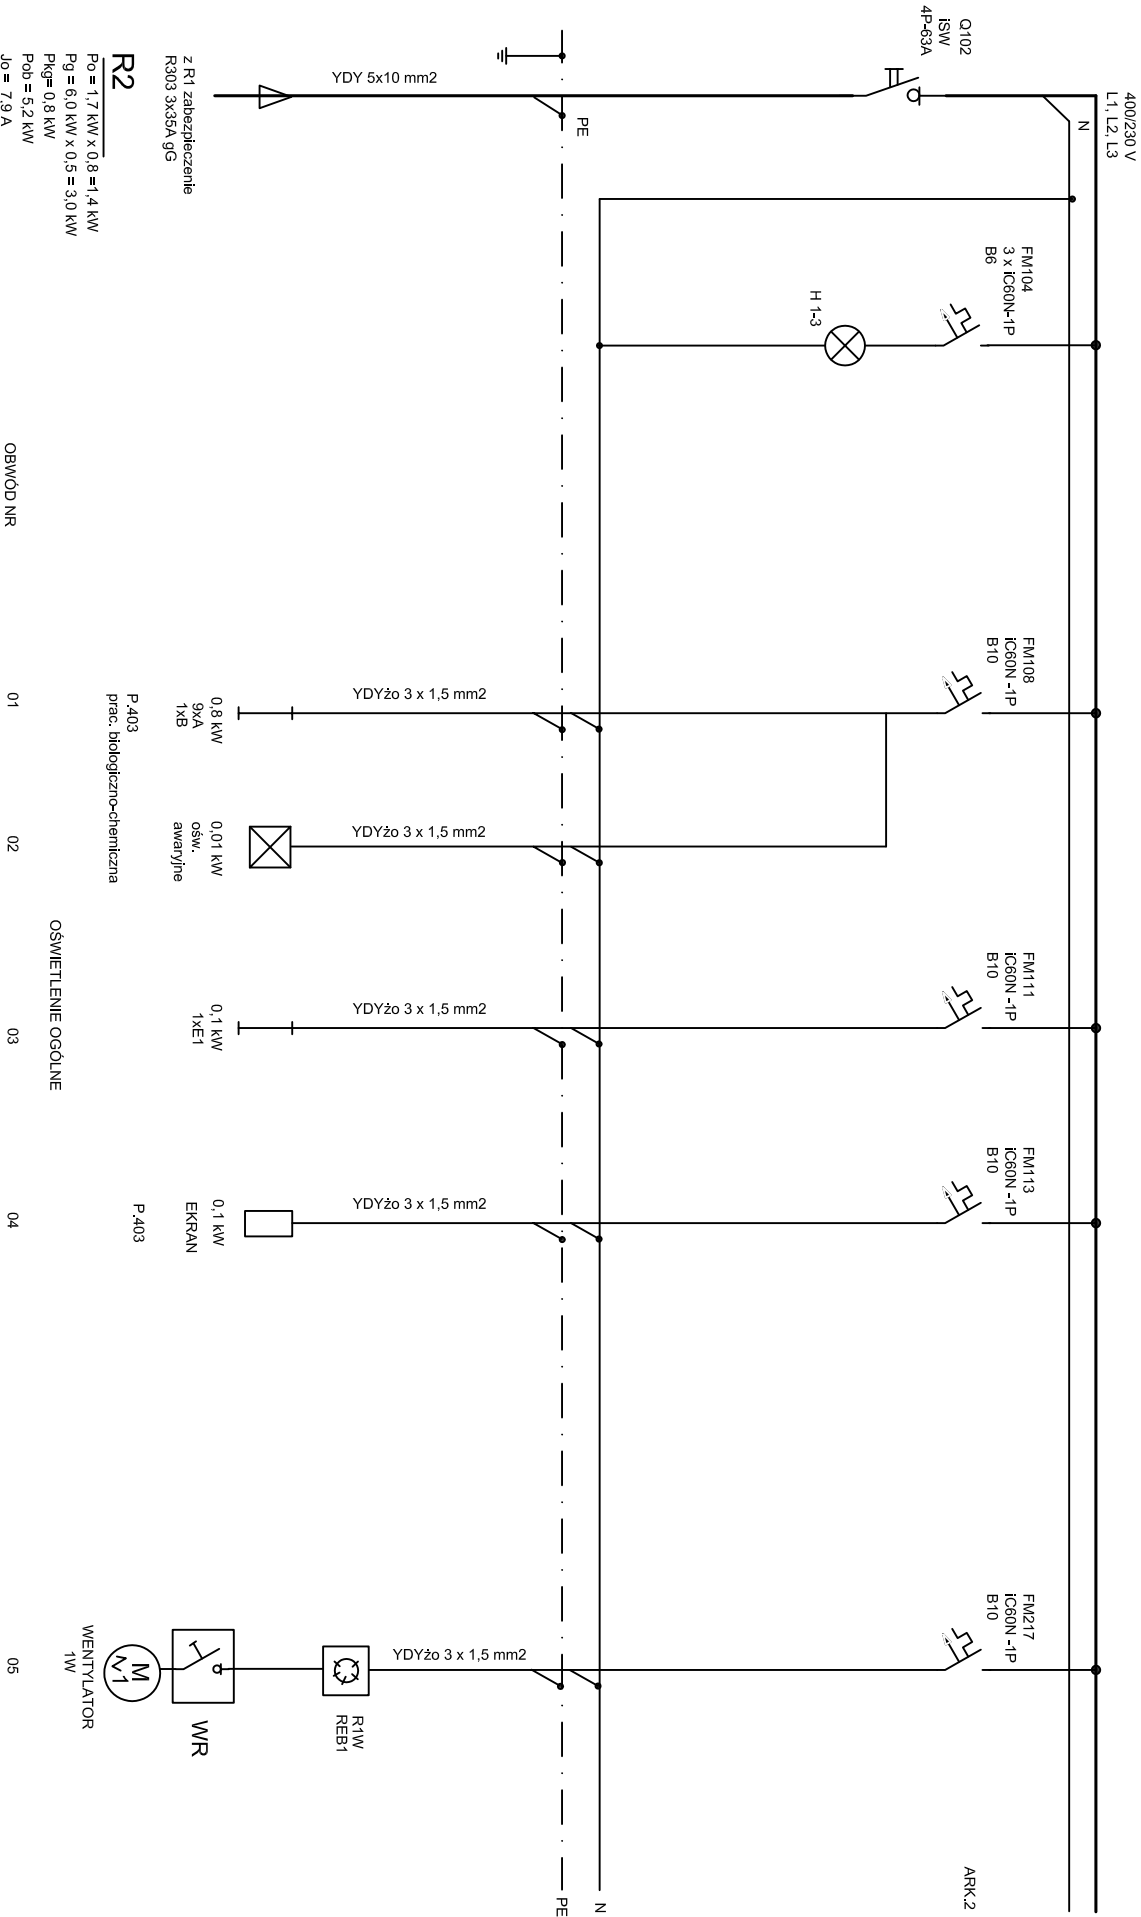 400/230 V
L1, L2, L3
N
Q102
iSW
4P-63A
PE
YDY 5x10 mm2
z R1 zabezpieczenie
R303 3x35A gG
R2
Po = 1,7 kW x 0,8 =1,4 kW
Pg = 6,0 kW x 0,5 = 3,0 kW
Pkg= 0,8 kW
Pob = 5,2 kW
Jo = 7,9 A
FM104
3 x iC60N-1P
B6
H 1-3
OBWÓD NR
FM108
iC60N -1P
B10
YDYżo 3 x 1,5 mm2
0,8 kW
9xA
1xB
P.403
prac. biologiczno-chemiczna
01
YDYżo 3 x 1,5 mm2
0,01 kW
ośw.
awaryjne
02
OŚWIETLENIE OGÓLNE
FM111
iC60N -1P
B10
YDYżo 3 x 1,5 mm2
0,1 kW
1xE1
03
FM113
iC60N -1P
B10
YDYżo 3 x 1,5 mm2
0,1 kW
EKRAN
P.403
04
FM217
iC60N -1P
B10
YDYżo 3 x 1,5 mm2
R1W
REB1
WR
M
1
WENTYLATOR
1W
05
ARK.2
N
PE